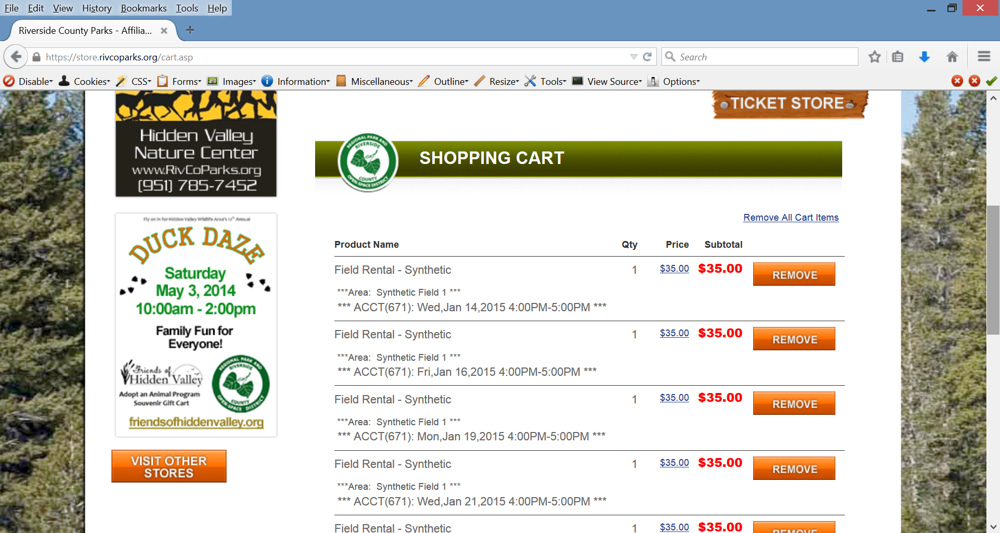 File Edit View History Bookmarks Tools Help
Riverside County Parks - Affilia...
https://store.rivcoparks.org/cart.asp
Search
Disable Cookies CSS Forms Images Information Miscellaneous Outline Resize Tools View Source Options
TICKET STORE
Hidden Valley
Nature Center
www.RivCoParks.org
(951) 785-7452
REGIONAL PARK AND
RIVERSIDE
COUNTY
OPEN-SPACE DISTRICT
SHOPPING CART
Fly on in for Hidden Valley Wildlife Area's 12th Annual
DUCK DAZE
Saturday
May 3, 2014
10:00am - 2:00pm
Family Fun for
Everyone!
Friends of
Hidden Valley
Adopt an Animal Program
Souvenir Gift Cart
REGIONAL PARK AND
RIVERSIDE
COUNTY
OPEN-SPACE DISTRICT
friendsofhiddenvalley.org
VISIT OTHER
STORES
Remove All Cart Items
Product Name Qty Price Subtotal
Field Rental - Synthetic 1 $35.00 $35.00 REMOVE
***Area: Synthetic Field 1 ***
*** ACCT(671): Wed,Jan 14,2015 4:00PM-5:00PM ***
Field Rental - Synthetic 1 $35.00 $35.00 REMOVE
***Area: Synthetic Field 1 ***
*** ACCT(671): Fri,Jan 16,2015 4:00PM-5:00PM ***
Field Rental - Synthetic 1 $35.00 $35.00 REMOVE
***Area: Synthetic Field 1 ***
*** ACCT(671): Mon,Jan 19,2015 4:00PM-5:00PM ***
Field Rental - Synthetic 1 $35.00 $35.00 REMOVE
***Area: Synthetic Field 1 ***
*** ACCT(671): Wed,Jan 21,2015 4:00PM-5:00PM ***
Field Rental - Synthetic 1 $35.00 $35.00 REMOVE